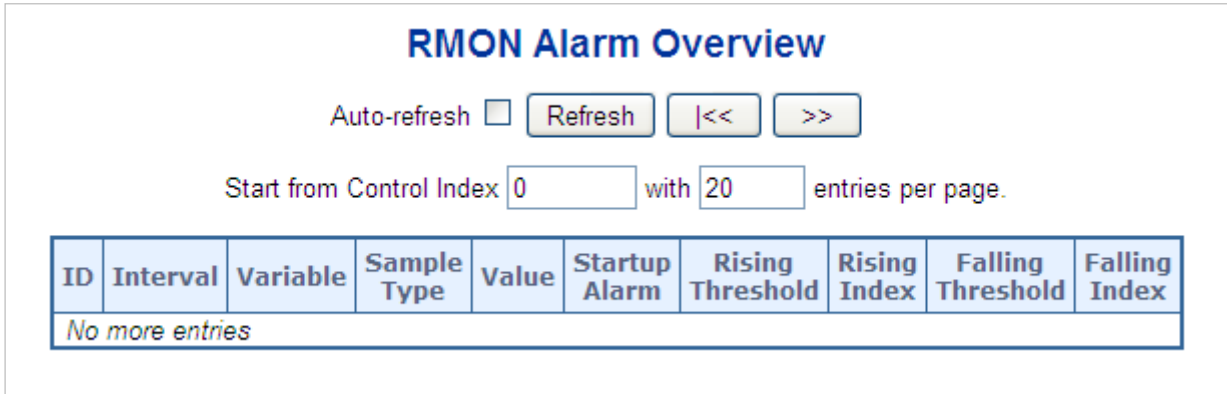 RMON Alarm Overview
Auto-refresh Refresh |<< >>
Start from Control Index 0 with 20 entries per page.
ID Interval Variable Sample Type Value Startup Alarm Rising Threshold Rising Index Falling Threshold Falling Index
No more entries